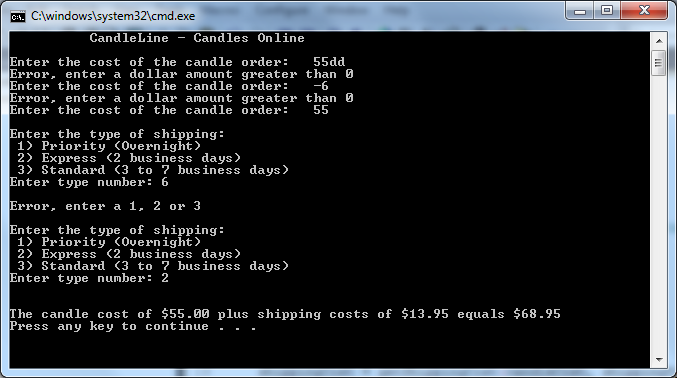 C:\windows\system32\cmd.exe
CandleLine - Candles Online
Enter the cost of the candle order:   55dd
Error, enter a dollar amount greater than 0
Enter the cost of the candle order:   -6
Error, enter a dollar amount greater than 0
Enter the cost of the candle order:   55
Enter the type of shipping:
1) Priority (Overnight)
2) Express (2 business days)
3) Standard (3 to 7 business days)
Enter type number: 6
Error, enter a 1, 2 or 3
Enter the type of shipping:
1) Priority (Overnight)
2) Express (2 business days)
3) Standard (3 to 7 business days)
Enter type number: 2
The candle cost of $55.00 plus shipping costs of $13.95 equals $68.95
Press any key to continue . . .